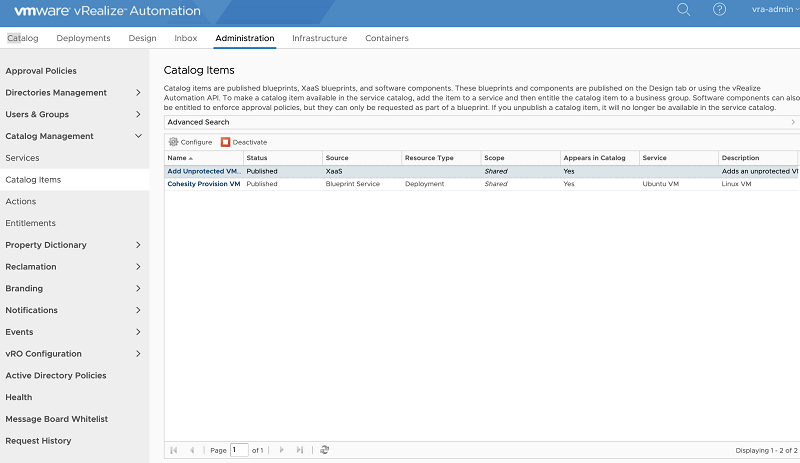 vmware® vRealize™ Automation
vra-admin
Catalog Deployments Design Inbox Administration Infrastructure Containers
Approval Policies
Directories Management
Users & Groups
Catalog Management
Services
Catalog Items
Actions
Entitlements
Property Dictionary
Reclamation
Branding
Notifications
Events
vRO Configuration
Active Directory Policies
Health
Message Board Whitelist
Request History
Catalog Items
Catalog items are published blueprints, XaaS blueprints, and software components. These blueprints and components are published on the Design tab or using the vRealize
Automation API. To make a catalog item available in the service catalog, add the item to a service and then entitle the catalog item to a business group. Software components can also
be entitled to enforce approval policies, but they can only be requested as part of a blueprint. If you unpublish a catalog item, it will no longer be available in the service catalog.
Advanced Search
Configure Deactivate
Name Status Source Resource Type Scope Appears in Catalog Service Description
Add Unprotected VM... Published XaaS Shared Yes Adds an unprotected VI
Cohesity Provision VM Published Blueprint Service Deployment Shared Yes Ubuntu VM Linux VM
Page 1 of 1 Displaying 1 - 2 of 2